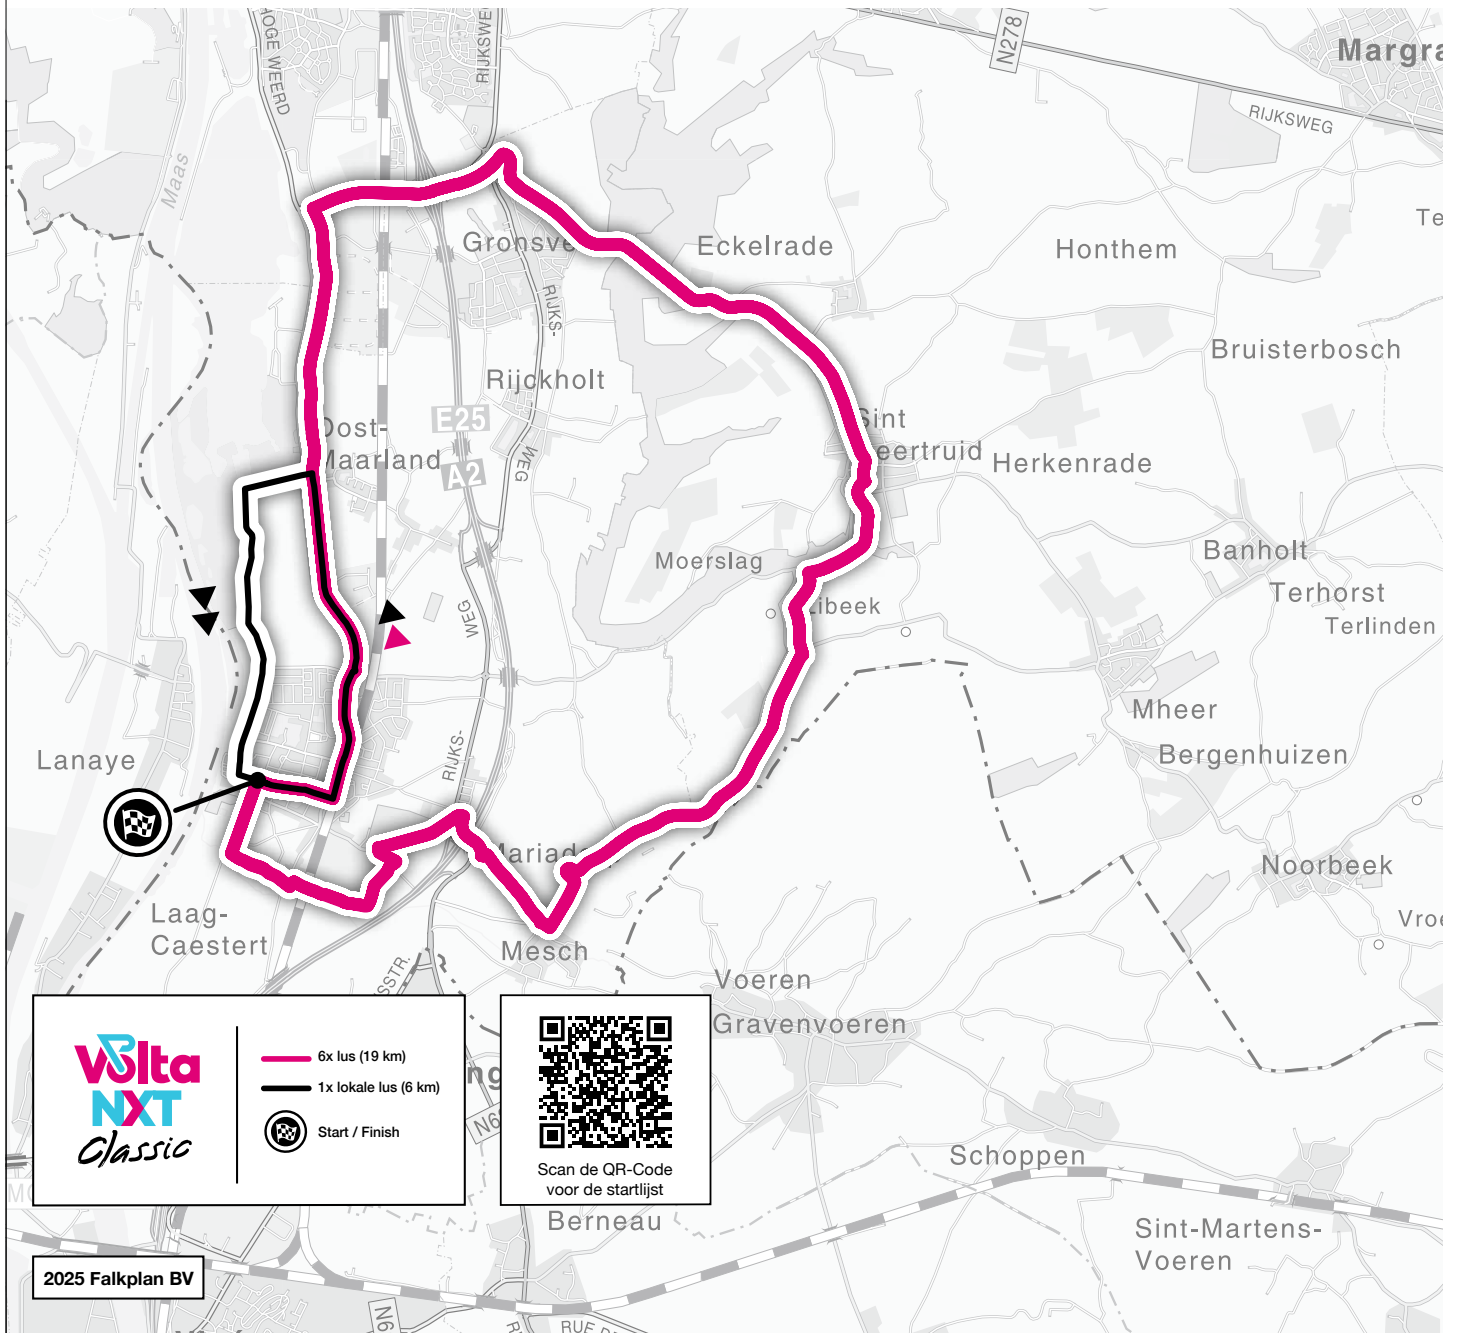 HOGE WEERD
RIJKSWE
N278
Margra
RIJKSWEG
Maas
Gronsve
Eckelrade
Honthem
Te
RIJKS-
WEG
Bruisterbosch
Rijckholt
E25
A2
Oost-
Maarland
Sint
eertruid
Herkenrade
Banholt
Moerslag
Libeek
Terhorst
Terlinden
WEG
RIJKS-
Mheer
Bergenhuizen
Lanaye
Mariad
Noorbeek
Laag-
Caestert
Vroe
Mesch
SSTR.
Voeren
Gravenvoeren
Volta
NXT
Classic
6x lus (19 km)
1x lokale lus (6 km)
Start / Finish
ng
N6
Scan de QR-Code
voor de startlijst
Schoppen
Berneau
Sint-Martens-
Voeren
2025 Falkplan BV
N6
RUE D